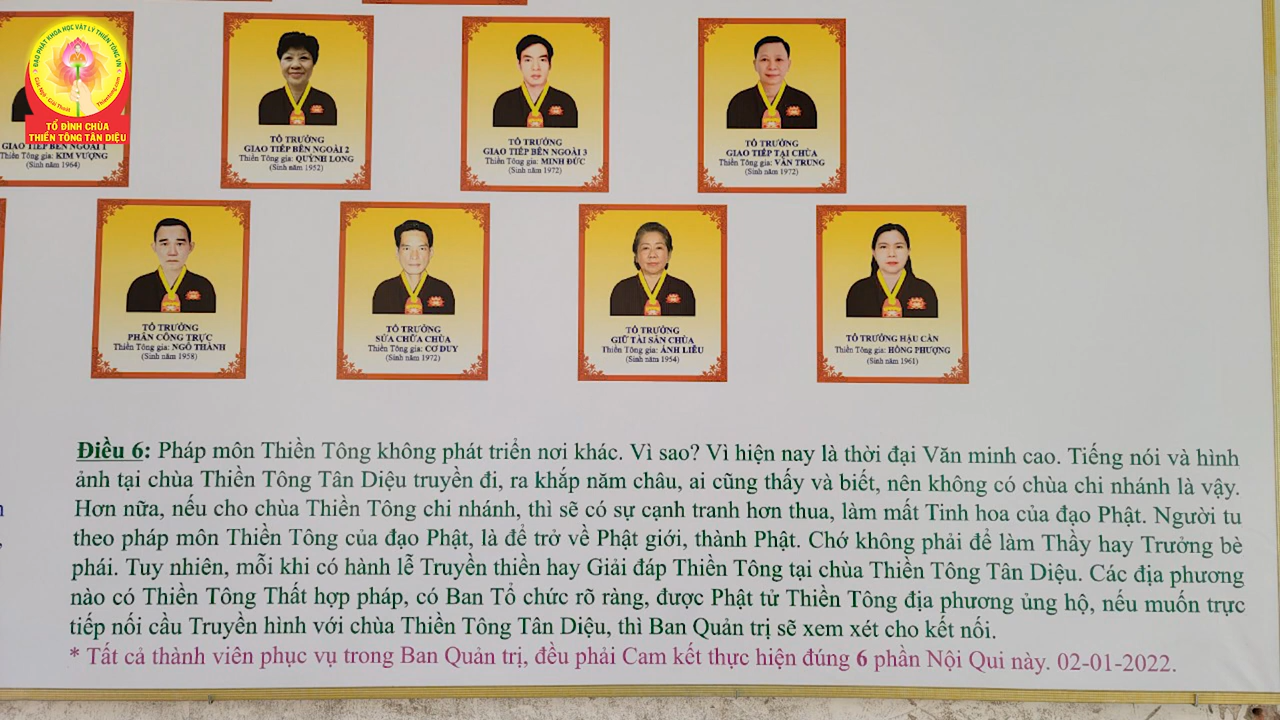 ĐẠO PHẬT KHOA HỌC VẬT LÝ THIỀN TÔNG VN
Giác Ngộ - Giải Thoát Thientong.com
TỔ ĐÌNH CHÙA
THIỀN TÔNG TÂN DIỆU
GIAO TIẾP BÊN NGOÀI 1
Thiền Tông gia: KIM VƯỢNG
(Sinh năm 1964)
TỔ TRƯỞNG
GIAO TIẾP BÊN NGOÀI 2
Thiền Tông gia: QUỲNH LONG
(Sinh năm 1952)
TỔ TRƯỞNG
GIAO TIẾP BÊN NGOÀI 3
Thiền Tông gia: MINH ĐỨC
(Sinh năm 1972)
TỔ TRƯỞNG
GIAO TIẾP TẠI CHÙA
Thiền Tông gia: VĂN TRUNG
(Sinh năm 1972)
TỔ TRƯỞNG
PHÂN CÔNG TRỰC
Thiền Tông gia: NGÔ THÀNH
(Sinh năm 1958)
TỔ TRƯỞNG
SỬA CHỮA CHÙA
Thiền Tông gia: CƠ DUY
(Sinh năm 1972)
TỔ TRƯỞNG
GIỮ TÀI SẢN CHÙA
Thiền Tông gia: ÁNH LIỄU
(Sinh năm 1954)
TỔ TRƯỞNG HẬU CẦN
Thiền Tông gia: HỒNG PHƯỢNG
(Sinh năm 1961)
Điều 6: Pháp môn Thiền Tông không phát triển nơi khác. Vì sao? Vì hiện nay là thời đại Văn minh cao. Tiếng nói và hình
ảnh tại chùa Thiền Tông Tân Diệu truyền đi, ra khắp năm châu, ai cũng thấy và biết, nên không có chùa chi nhánh là vậy.
Hơn nữa, nếu cho chùa Thiền Tông chi nhánh, thì sẽ có sự cạnh tranh hơn thua, làm mất Tinh hoa của đạo Phật. Người tu
theo pháp môn Thiền Tông của đạo Phật, là để trở về Phật giới, thành Phật. Chớ không phải để làm Thầy hay Trưởng bè
phái. Tuy nhiên, mỗi khi có hành lễ Truyền thiền hay Giải đáp Thiền Tông tại chùa Thiền Tông Tân Diệu. Các địa phương
nào có Thiền Tông Thất hợp pháp, có Ban Tổ chức rõ ràng, được Phật tử Thiền Tông địa phương ủng hộ, nếu muốn trực
tiếp nối cầu Truyền hình với chùa Thiền Tông Tân Diệu, thì Ban Quản trị sẽ xem xét cho kết nối.
* Tất cả thành viên phục vụ trong Ban Quản trị, đều phải Cam kết thực hiện đúng 6 phần Nội Qui này. 02-01-2022.